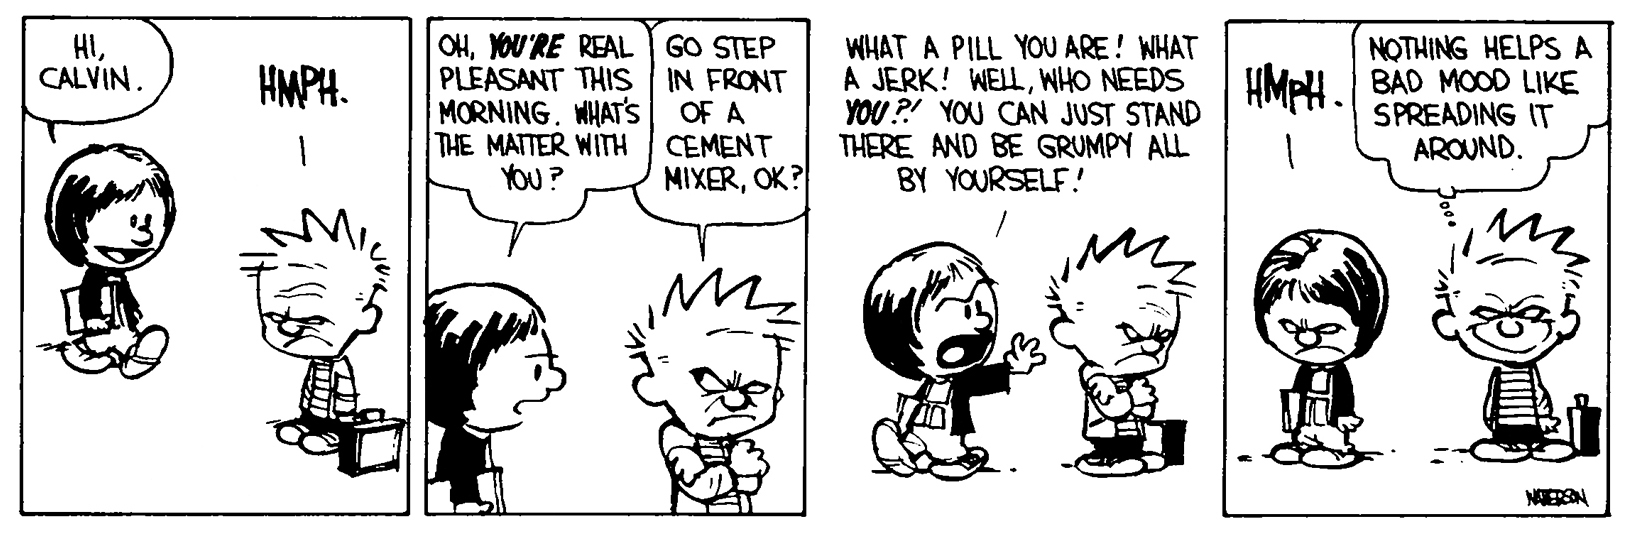 HI,
CALVIN.
HMPH.
OH, YOU'RE REAL
PLEASANT THIS
MORNING. WHAT'S
THE MATTER WITH
YOU?
GO STEP
IN FRONT
OF A
CEMENT
MIXER, OK?
WHAT A PILL YOU ARE! WHAT
A JERK! WELL, WHO NEEDS
YOU?! YOU CAN JUST STAND
THERE AND BE GRUMPY ALL
BY YOURSELF!
HMPH.
NOTHING HELPS A
BAD MOOD LIKE
SPREADING IT
AROUND.
WATTERSON